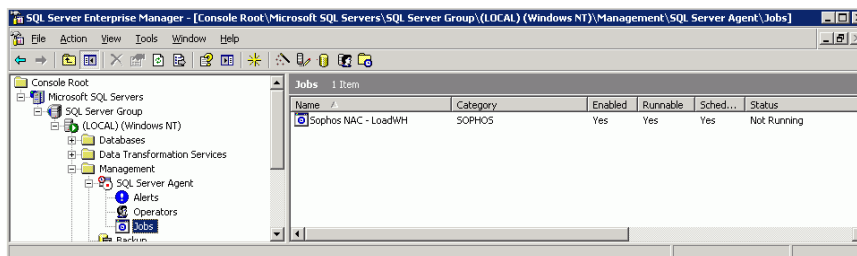 SQL Server Enterprise Manager - [Console Root\Microsoft SQL Servers\SQL Server Group\(LOCAL) (Windows NT)\Management\SQL Server Agent\Jobs]
File Action View Tools Window Help
Console Root
Microsoft SQL Servers
SQL Server Group
(LOCAL) (Windows NT)
Databases
Data Transformation Services
Management
SQL Server Agent
Alerts
Operators
Jobs
Backup
Jobs 1 Item
Name Category Enabled Runnable Sched... Status
Sophos NAC - LoadWH SOPHOS Yes Yes Yes Not Running